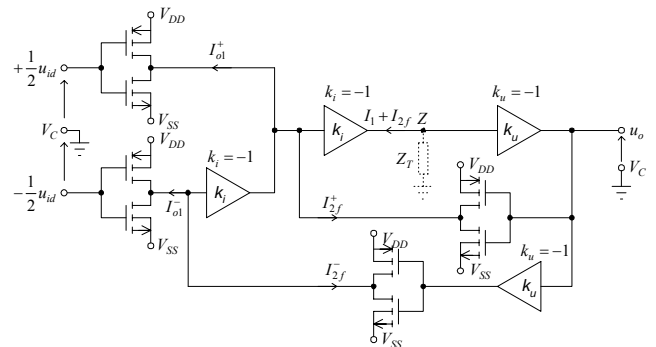 V_DD
I_o1^+
+1/2 u_id
V_C
V_SS
k_i = −1
k_i
I_1 + I_2f
Z
Z_T
k_u = −1
k_u
u_o
V_C
V_DD
−1/2 u_id
V_SS
I_o1^-
k_i = −1
k_i
I_2f^+
V_DD
V_SS
I_2f^-
V_DD
V_SS
k_u = −1
k_u